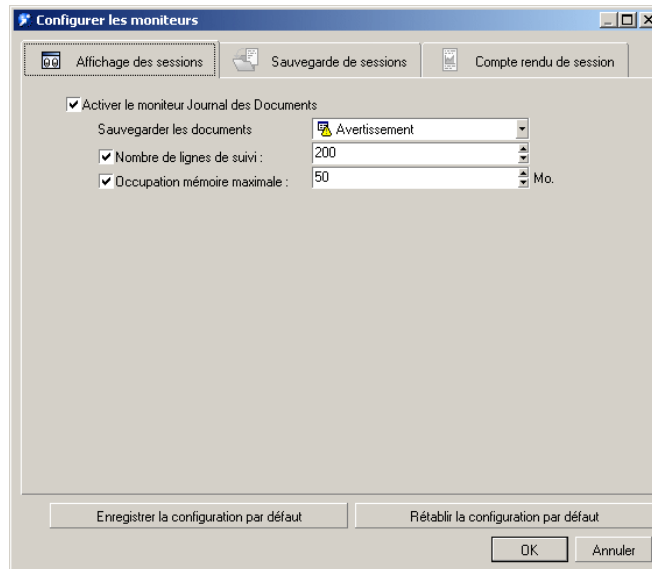 Configurer les moniteurs
Affichage des sessions
Sauvegarde de sessions
Compte rendu de session
Activer le moniteur Journal des Documents
Sauvegarder les documents
Avertissement
Nombre de lignes de suivi :
200
Occupation mémoire maximale :
50
Mo.
Enregistrer la configuration par défaut
Rétablir la configuration par défaut
OK
Annuler